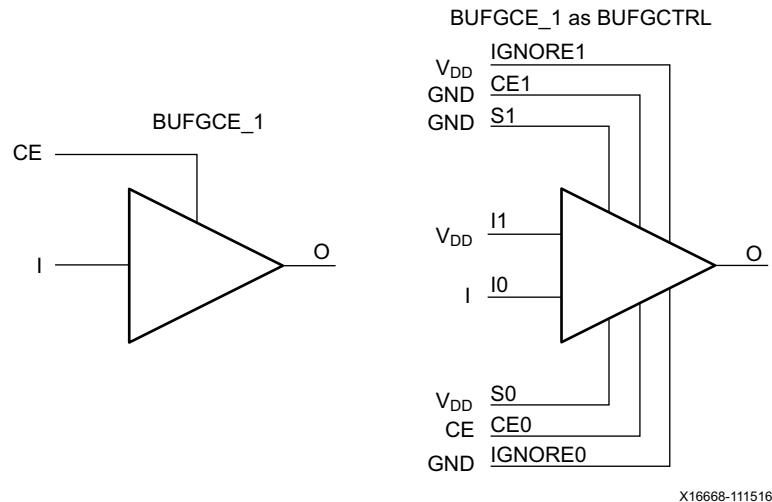 BUFGCE_1 as BUFGCTRL
VDD IGNORE1
GND CE1
GND S1
BUFGCE_1
CE
VDD I1
I O
I I0 O
VDD S0
CE CE0
GND IGNORE0
X16668-111516